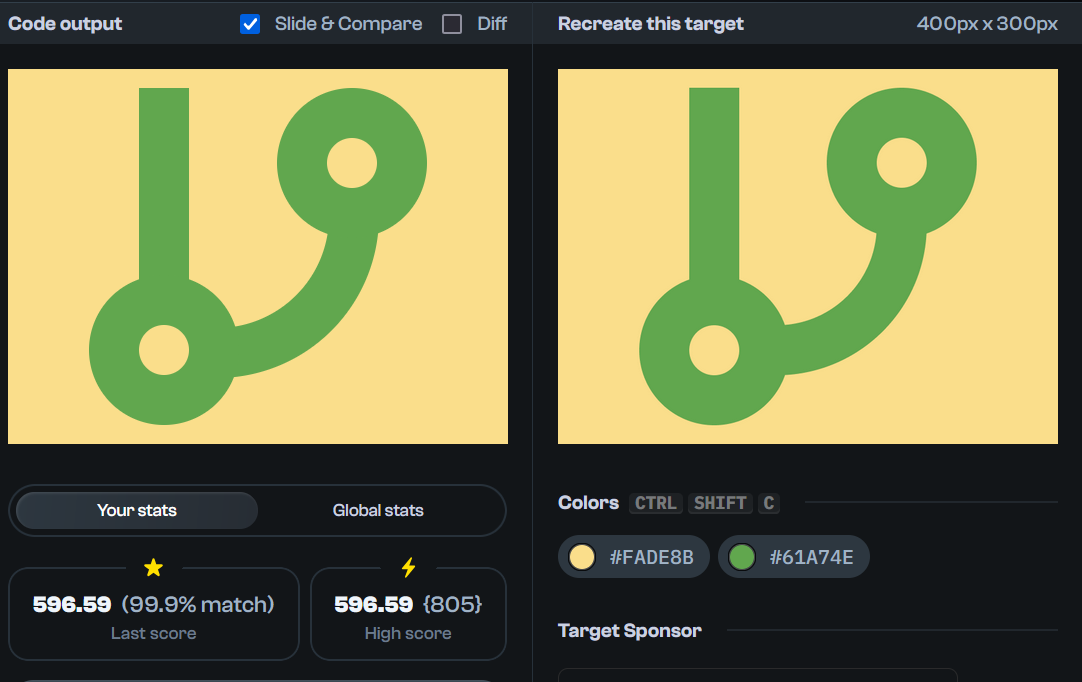 Code output Slide & Compare Diff
Recreate this target 400px x 300px
Your stats Global stats
596.59 (99.9% match)
Last score
596.59 {805}
High score
Colors CTRL SHIFT C
#FADE8B #61A74E
Target Sponsor